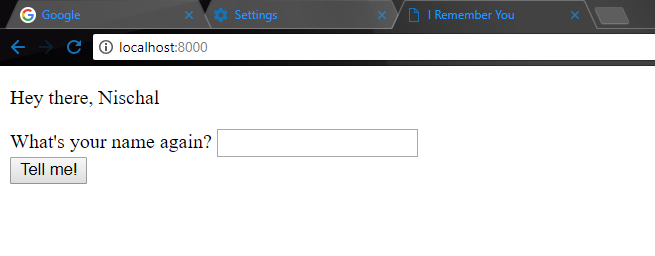 Google
Settings
I Remember You
localhost:8000
Hey there, Nischal
What's your name again?
Tell me!